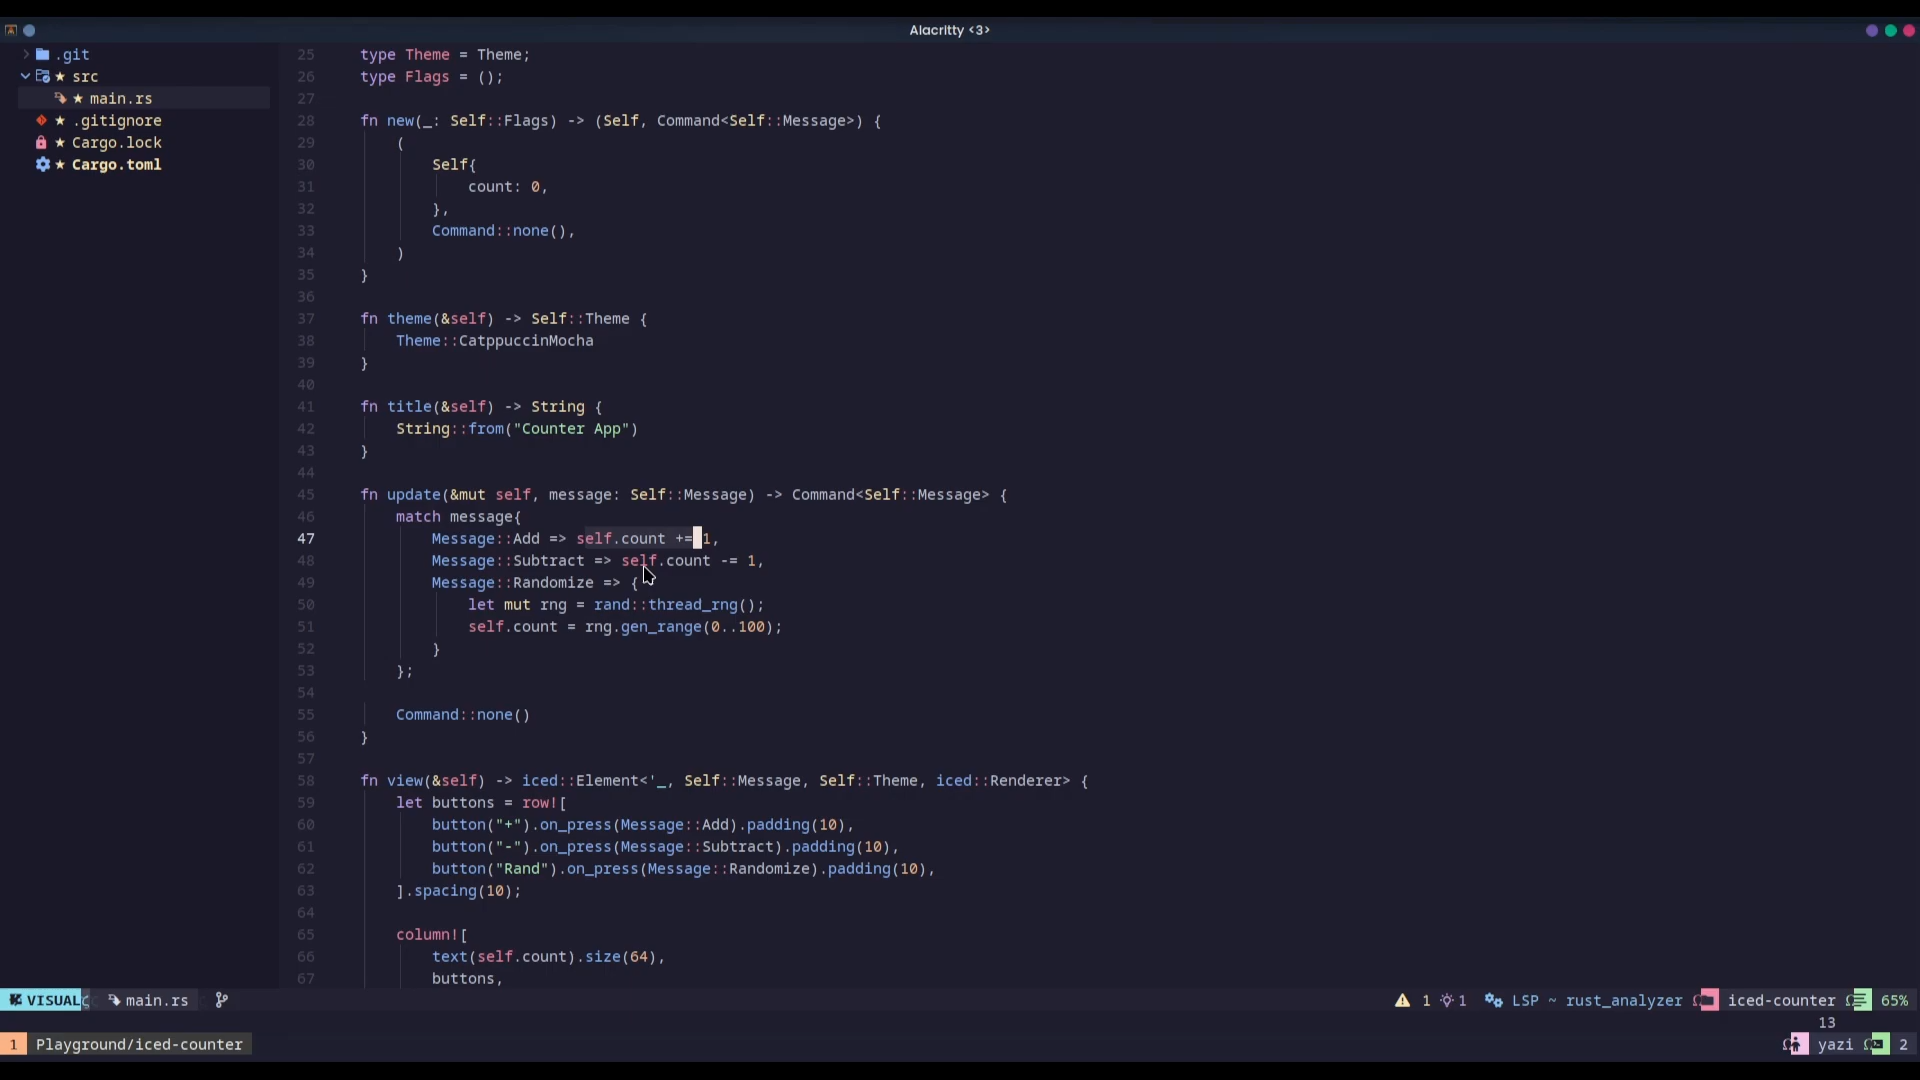 Alacritty <3>
.git
★ src
★ main.rs
★ .gitignore
★ Cargo.lock
★ Cargo.toml
25 type Theme = Theme;
26 type Flags = ();
27
28 fn new(_: Self::Flags) -> (Self, Command<Self::Message>) {
29 (
30 Self{
31 count: 0,
32 },
33 Command::none(),
34 )
35 }
36
37 fn theme(&self) -> Self::Theme {
38 Theme::CatppuccinMocha
39 }
40
41 fn title(&self) -> String {
42 String::from("Counter App")
43 }
44
45 fn update(&mut self, message: Self::Message) -> Command<Self::Message> {
46 match message{
47 Message::Add => self.count += 1,
48 Message::Subtract => self.count -= 1,
49 Message::Randomize => {
50 let mut rng = rand::thread_rng();
51 self.count = rng.gen_range(0..100);
52 }
53 };
54
55 Command::none()
56 }
57
58 fn view(&self) -> iced::Element<'_, Self::Message, Self::Theme, iced::Renderer> {
59 let buttons = row![
60 button("+").on_press(Message::Add).padding(10),
61 button("-").on_press(Message::Subtract).padding(10),
62 button("Rand").on_press(Message::Randomize).padding(10),
63 ].spacing(10);
64
65 column![
66 text(self.count).size(64),
67 buttons,
VISUAL main.rs 1 1 LSP ~ rust_analyzer iced-counter 65%
13
1 Playground/iced-counter yazi 2